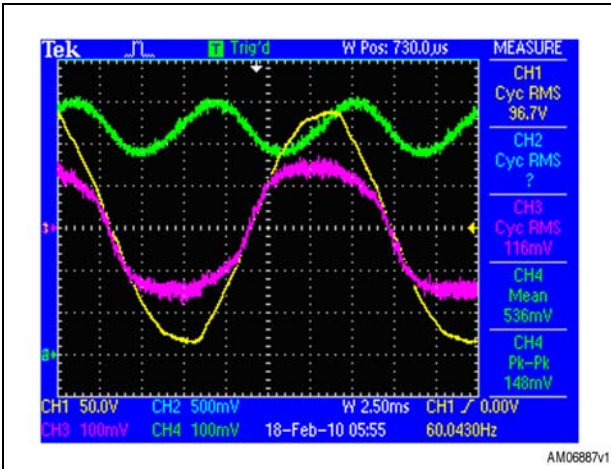 Tek T Trig'd W Pos: 730.0us MEASURE
CH1
Cyc RMS
96.7V
CH2
Cyc RMS
?
CH3
Cyc RMS
116mV
CH4
Mean
536mV
CH4
Pk-Pk
148mV
CH1 50.0V CH2 500mV W 2.50ms CH1 0.00V
CH3 100mV CH4 100mV 18-Feb-10 05:55 60.0430Hz
AM06887v1